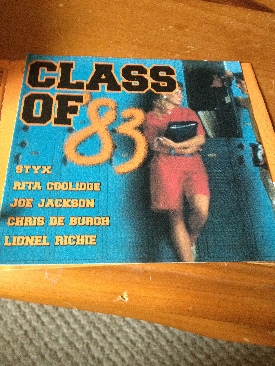 CLASS
OF '83
STYX
RITA COOLIDGE
JOE JACKSON
CHRIS DE BURGH
LIONEL RICHIE